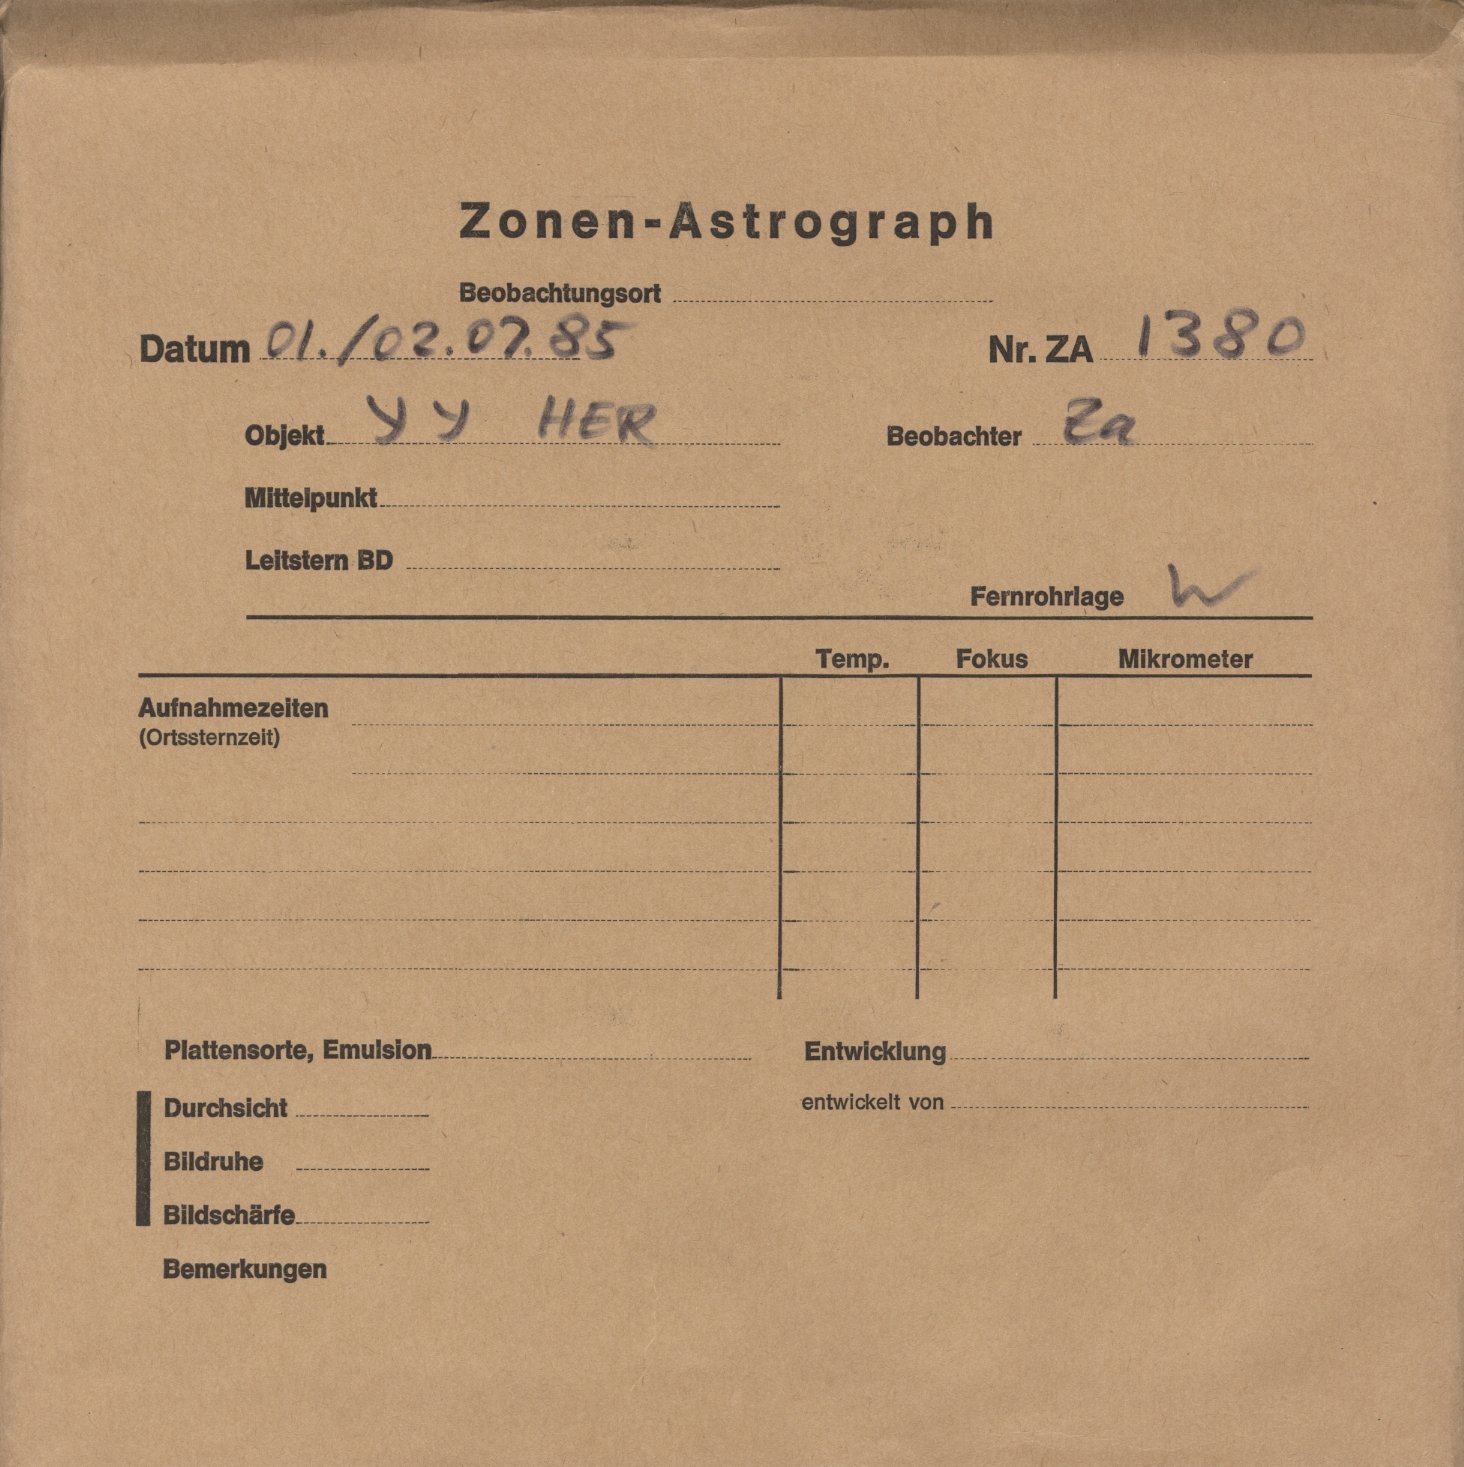 Zonen-Astrograph
Beobachtungsort
Datum 01./02.07.85 Nr. ZA 1380
Objekt YY HER Beobachter Za
Mittelpunkt
Leitstern BD
Fernrohrlage W
Temp. Fokus Mikrometer
Aufnahmezeiten
(Ortssternzeit)
Plattensorte, Emulsion Entwicklung
Durchsicht entwickelt von
Bildruhe
Bildschärfe
Bemerkungen